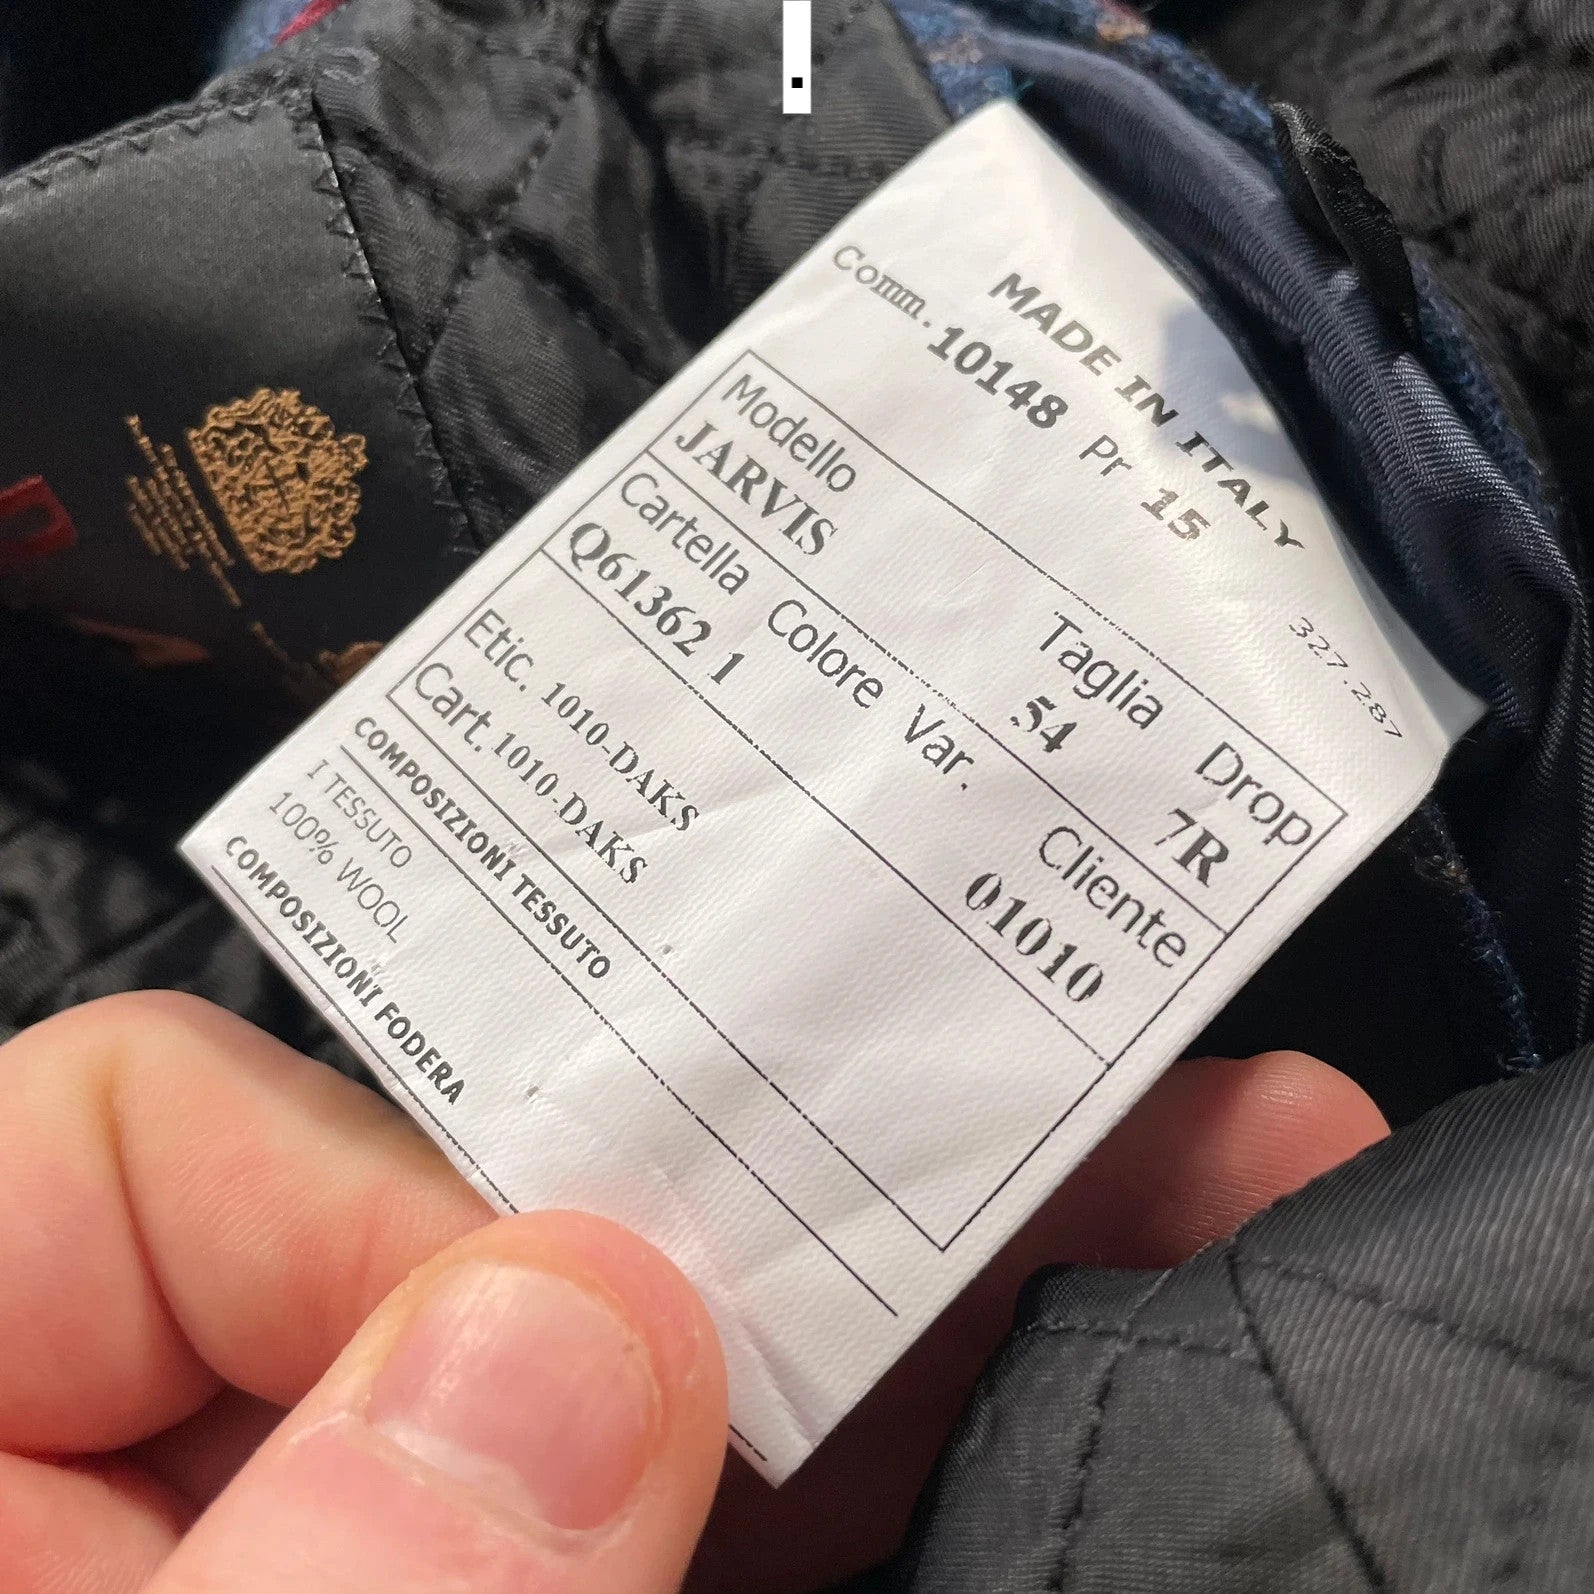 .
MADE IN ITALY
Comm. 10148 Pr 15
327.287
Modello Taglia Drop
JARVIS 54 7R
Cartella Colore Var. Cliente
Q61362 1 01010
Etic. 1010-DAKS
Cart. 1010-DAKS
COMPOSIZIONI TESSUTO
I TESSUTO
100% WOOL
COMPOSIZIONI FODERA